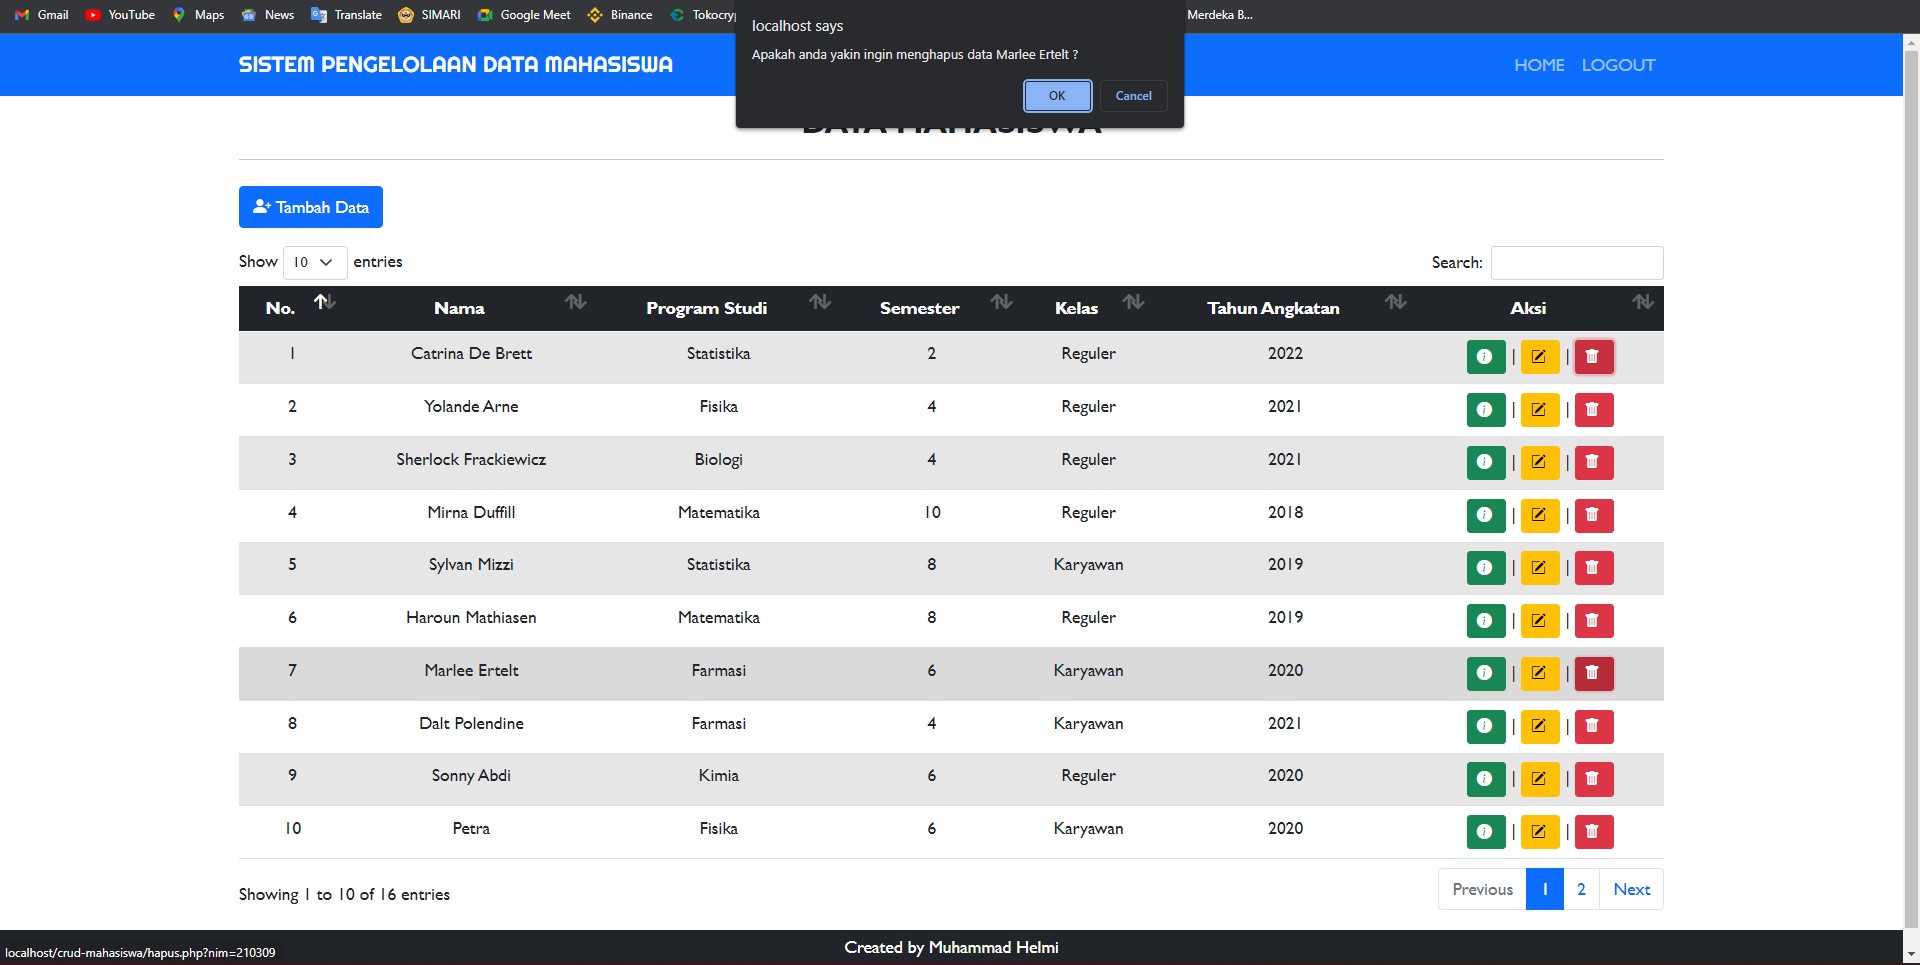 Gmail YouTube Maps News Translate SIMARI Google Meet Binance Tokocryp Merdeka B...
localhost says
Apakah anda yakin ingin menghapus data Marlee Ertelt ?
OK Cancel
SISTEM PENGELOLAAN DATA MAHASISWA HOME LOGOUT
DATA MAHASISWA
Tambah Data
Show 10 entries Search:
No. Nama Program Studi Semester Kelas Tahun Angkatan Aksi
1 Catrina De Brett Statistika 2 Reguler 2022 | |
2 Yolande Arne Fisika 4 Reguler 2021 | |
3 Sherlock Frackiewicz Biologi 4 Reguler 2021 | |
4 Mirna Duffill Matematika 10 Reguler 2018 | |
5 Sylvan Mizzi Statistika 8 Karyawan 2019 | |
6 Haroun Mathiasen Matematika 8 Reguler 2019 | |
7 Marlee Ertelt Farmasi 6 Karyawan 2020 | |
8 Dalt Polendine Farmasi 4 Karyawan 2021 | |
9 Sonny Abdi Kimia 6 Reguler 2020 | |
10 Petra Fisika 6 Karyawan 2020 | |
Showing 1 to 10 of 16 entries Previous 1 2 Next
Created by Muhammad Helmi
localhost/crud-mahasiswa/hapus.php?nim=210309